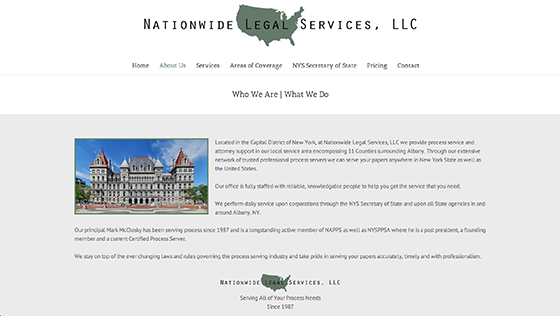 Nationwide Legal Services, LLC
Home About Us Services Areas of Coverage NYS Secretary of State Pricing Contact
Who We Are | What We Do
Located in the Capital District of New York, at Nationwide Legal Services, LLC we provide process service and
attorney support in our local service area encompassing 11 Counties surrounding Albany. Through our extensive
network of trusted professional process servers we can serve your papers anywhere in New York State as well as
the United States.
Our office is fully staffed with reliable, knowledgable people to help you get the service that you need.
We perform daily service upon corporations through the NYS Secretary of State and upon all State agencies in and
around Albany, NY.
Our principal Mark McClosky has been serving process since 1987 and is a longstanding active member of NAPPS as well as NYSPPSA where he is a past president, a founding
member and a current Certified Process Server.
We stay on top of the ever changing laws and rules governing the process serving industry and take pride in serving your papers accurately, timely and with professionalism.
Nationwide Legal Services, LLC
Serving All of Your Process Needs
Since 1987